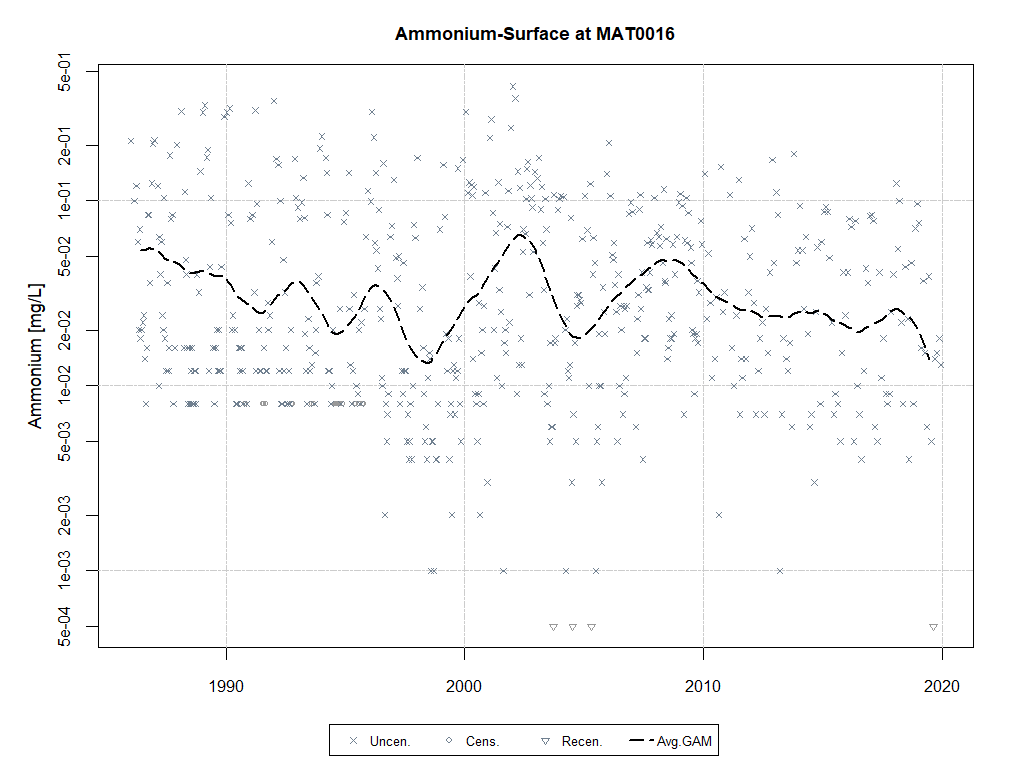 Ammonium-Surface at MAT0016
Ammonium [mg/L]
5e-01
2e-01
1e-01
5e-02
2e-02
1e-02
5e-03
2e-03
1e-03
5e-04
1990 2000 2010 2020
Uncen. Cens. Recen. Avg.GAM